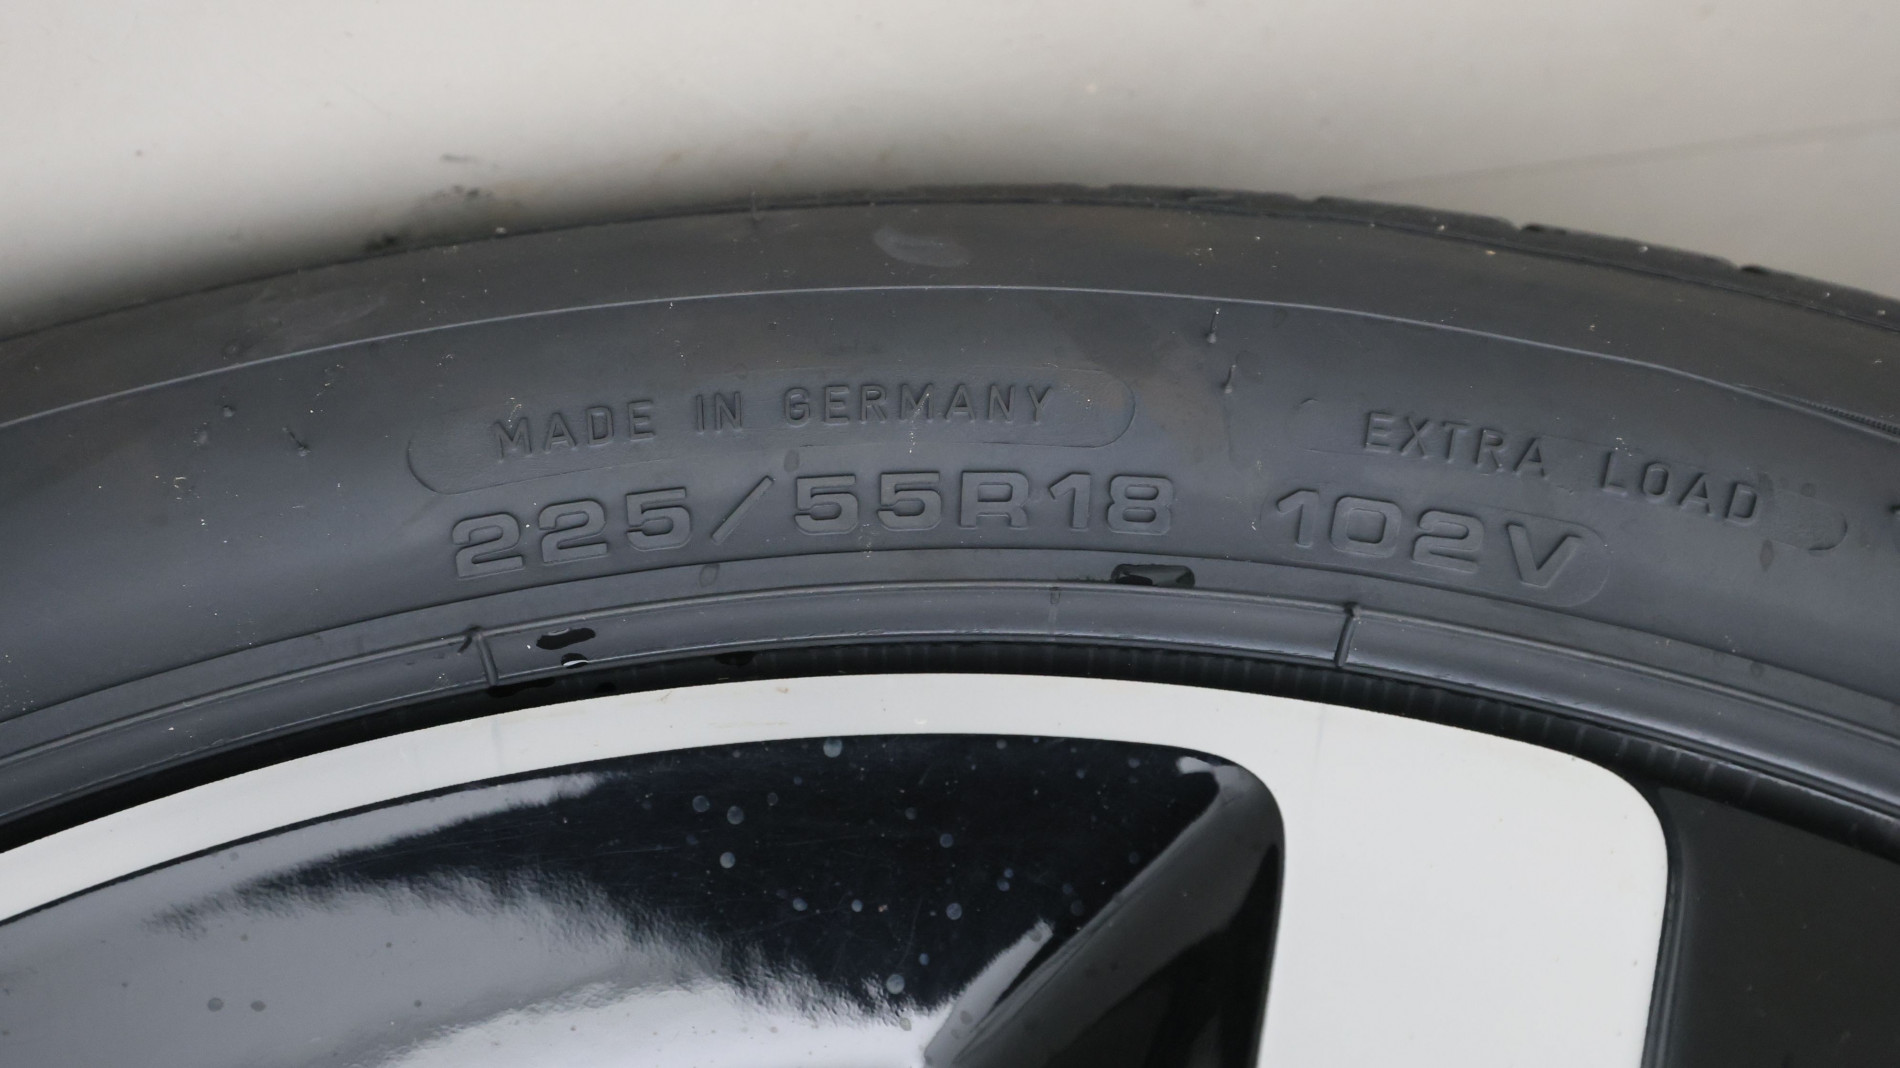 MADE IN GERMANY
EXTRA LOAD
225/55R18 102V